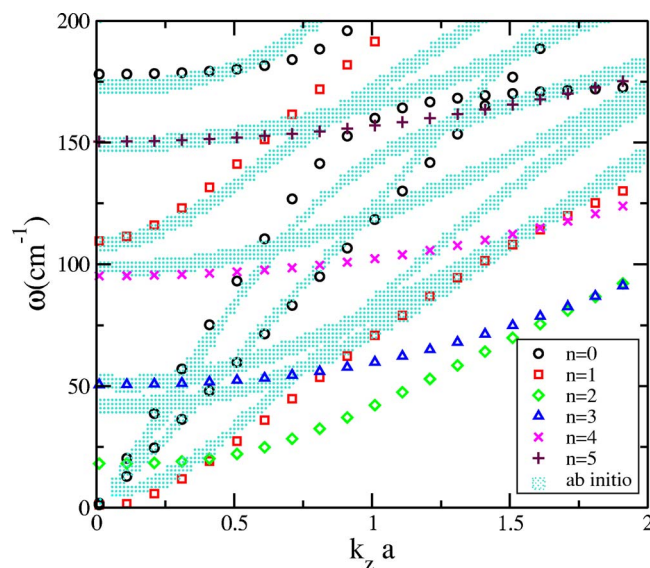 200
150
100
50
0
ω(cm⁻¹)
0
0.5
1
1.5
2
k_z a
n=0
n=1
n=2
n=3
n=4
n=5
ab initio